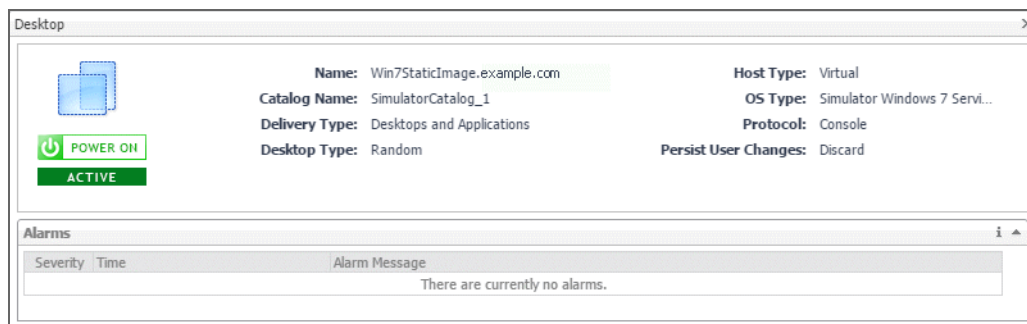 Desktop
Name: Win7StaticImage.example.com Host Type: Virtual
Catalog Name: SimulatorCatalog_1 OS Type: Simulator Windows 7 Servi...
Delivery Type: Desktops and Applications Protocol: Console
Desktop Type: Random Persist User Changes: Discard
POWER ON
ACTIVE
Alarms
Severity Time Alarm Message
There are currently no alarms.